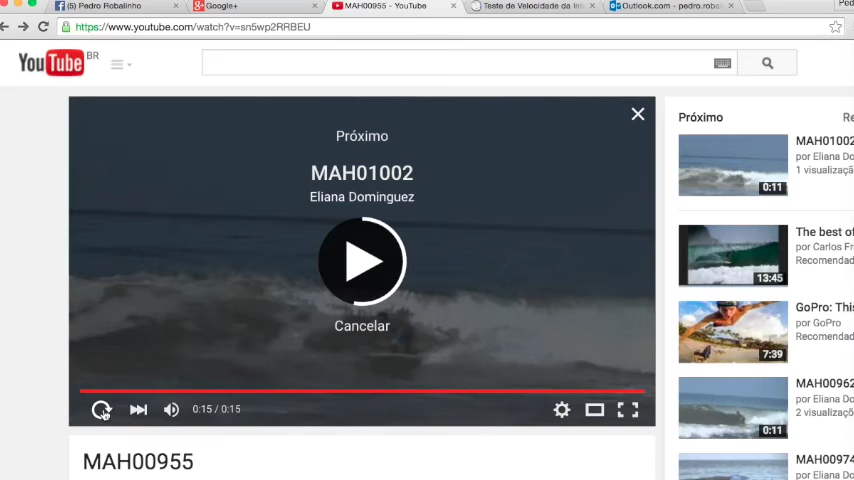 (5) Pedro Robalinho
Google+
MAH00955 - YouTube
Teste de Velocidade da Int
Outlook.com - pedro.roba
Ped
https://www.youtube.com/watch?v=sn5wp2RRBEU
YouTube BR
Próximo
MAH01002
Eliana Dominguez
Cancelar
0:15 / 0:15
MAH00955
Próximo
Re
MAH01002
por Eliana Do
1 visualizaçã
0:11
The best of
por Carlos Fr
Recomendad
13:45
GoPro: This
por GoPro
Recomendad
7:39
MAH00962
por Eliana Do
2 visualizaçõ
0:11
MAH00974
por Eliana Do